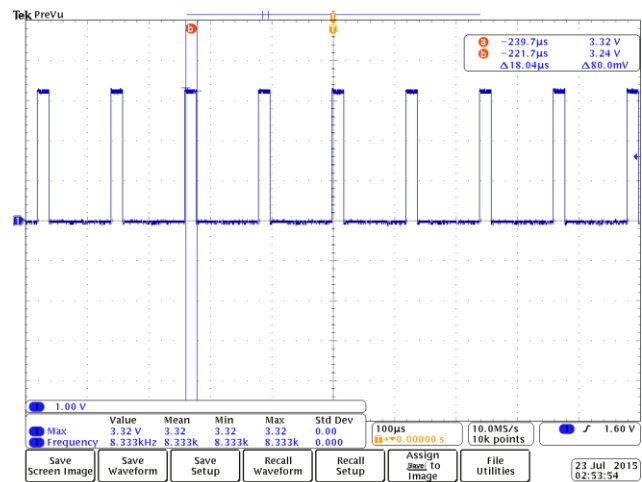 Tek PreVu
T
b
T
a -239.7µs 3.32 V
b -221.7µs 3.24 V
Δ18.04µs Δ80.0mV
1
1 1.00 V
Value Mean Min Max Std Dev
1 Max 3.32 V 3.32 3.32 3.32 0.00
1 Frequency 8.333kHz 8.333k 8.333k 8.333k 0.000
100µs
T→▼0.00000 s
10.0MS/s
10k points
1 ƒ 1.60 V
Save
Screen Image
Save
Waveform
Save
Setup
Recall
Waveform
Recall
Setup
Assign
Save to
Image
File
Utilities
23 Jul 2015
02:53:54